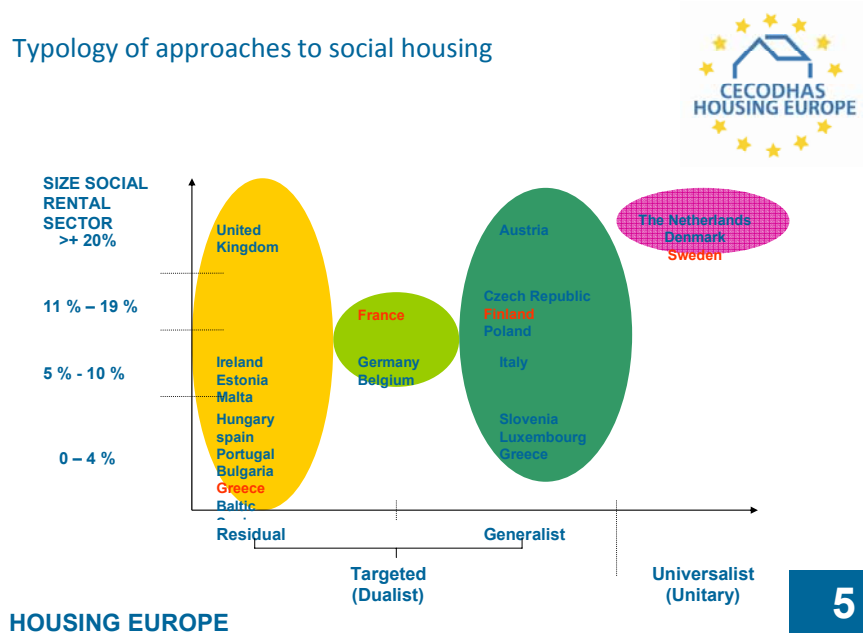 Typology of approaches to social housing
CECODHAS
HOUSING EUROPE
SIZE SOCIAL
RENTAL
SECTOR
>+ 20%
11 % – 19 %
5 % - 10 %
0 – 4 %
United
Kingdom
Ireland
Estonia
Malta
Hungary
spain
Portugal
Bulgaria
Greece
Baltic
France
Germany
Belgium
Austria
Czech Republic
Finland
Poland
Italy
Slovenia
Luxembourg
Greece
The Netherlands
Denmark
Sweden
Residual
Generalist
Targeted
(Dualist)
Universalist
(Unitary)
HOUSING EUROPE
5